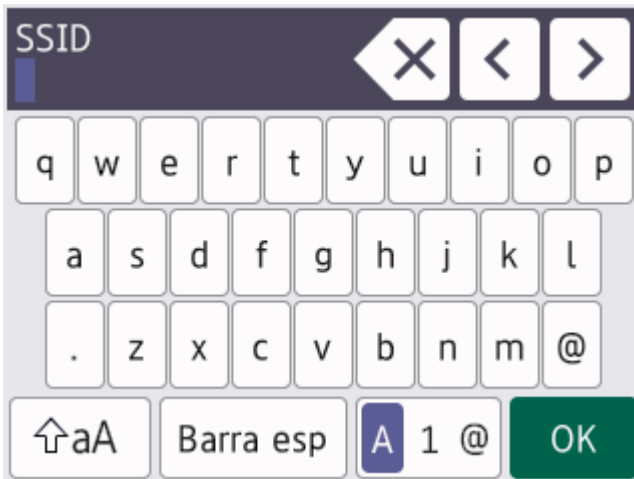 SSID
q w e r t y u i o p
a s d f g h j k l
. z x c v b n m @
aA Barra esp A 1 @ OK